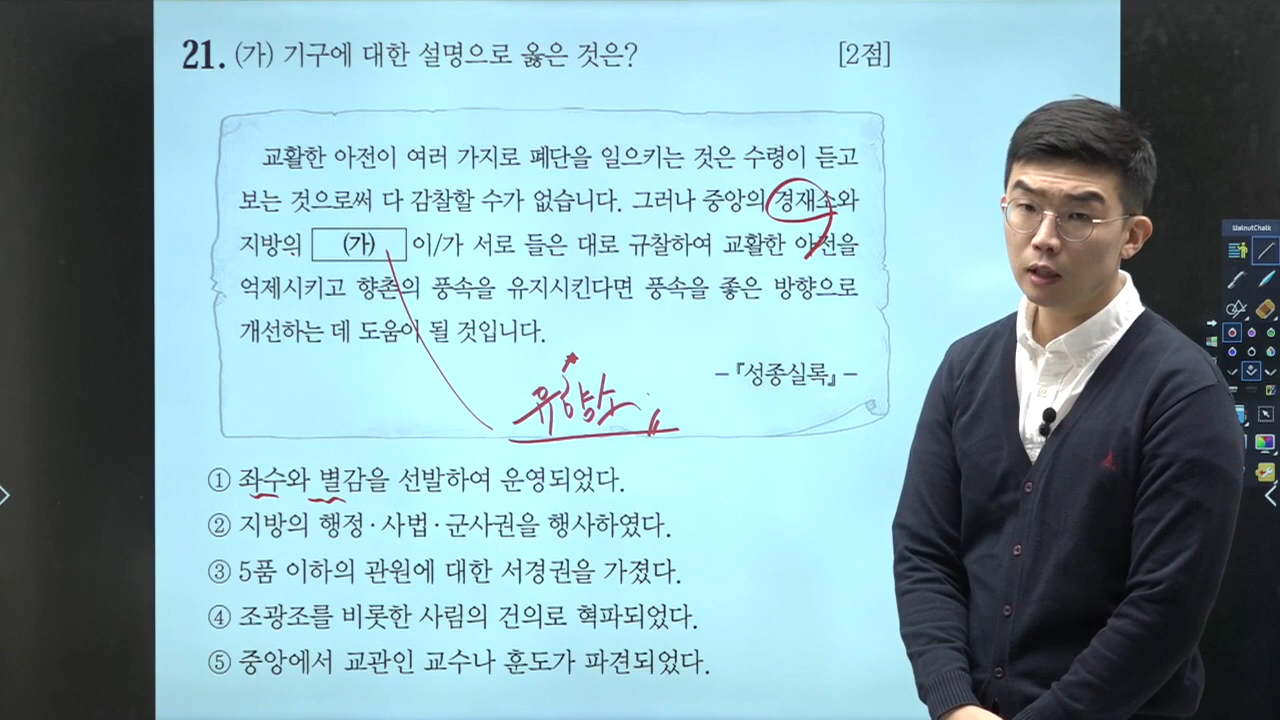 21. (가) 기구에 대한 설명으로 옳은 것은? [2점]
교활한 아전이 여러 가지로 폐단을 일으키는 것은 수령이 듣고
보는 것으로써 다 감찰할 수가 없습니다. 그러나 중앙의 경재소와
지방의 (가) 이/가 서로 들은 대로 규찰하여 교활한 아전을
억제시키고 향촌의 풍속을 유지시킨다면 풍속을 좋은 방향으로
개선하는 데 도움이 될 것입니다.
-『성종실록』-
유향소
① 좌수와 별감을 선발하여 운영되었다.
② 지방의 행정·사법·군사권을 행사하였다.
③ 5품 이하의 관원에 대한 서경권을 가졌다.
④ 조광조를 비롯한 사림의 건의로 혁파되었다.
⑤ 중앙에서 교관인 교수나 훈도가 파견되었다.
WalnutChalk